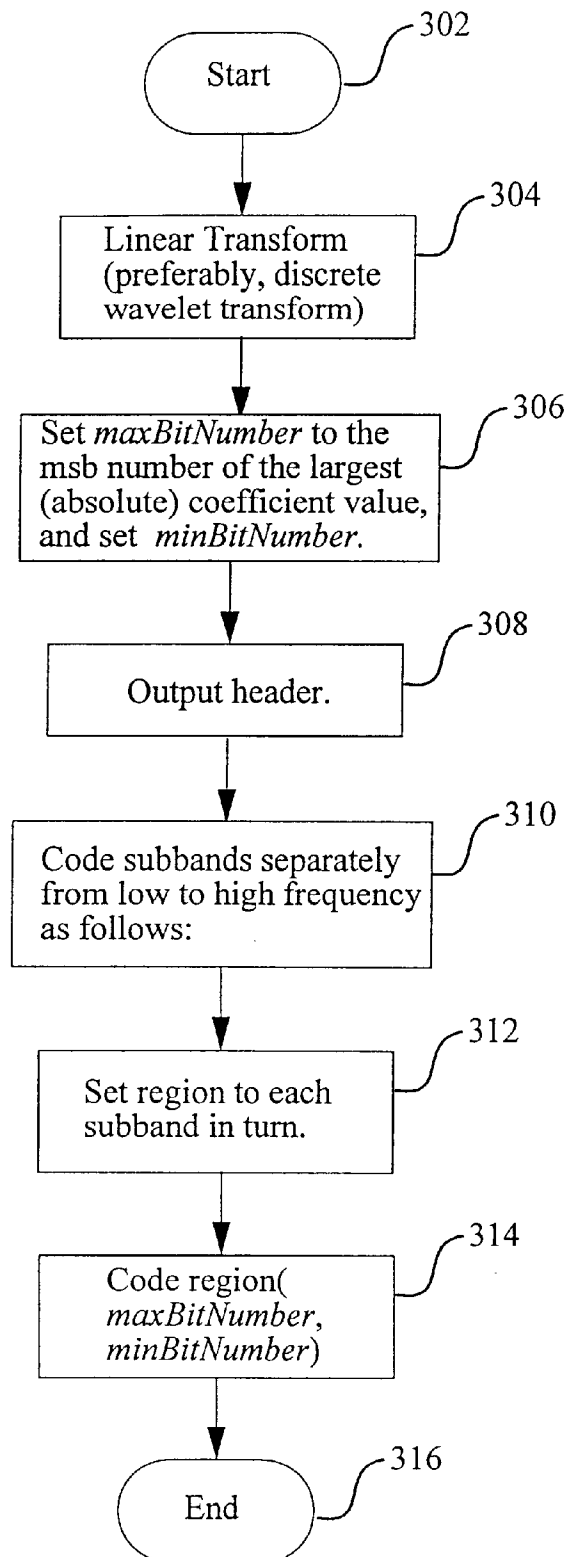 302
Start
304
Linear Transform
(preferably, discrete
wavelet transform)
306
Set maxBitNumber to the
msb number of the largest
(absolute) coefficient value,
and set minBitNumber.
308
Output header.
310
Code subbands separately
from low to high frequency
as follows:
312
Set region to each
subband in turn.
314
Code region(
maxBitNumber,
minBitNumber)
316
End